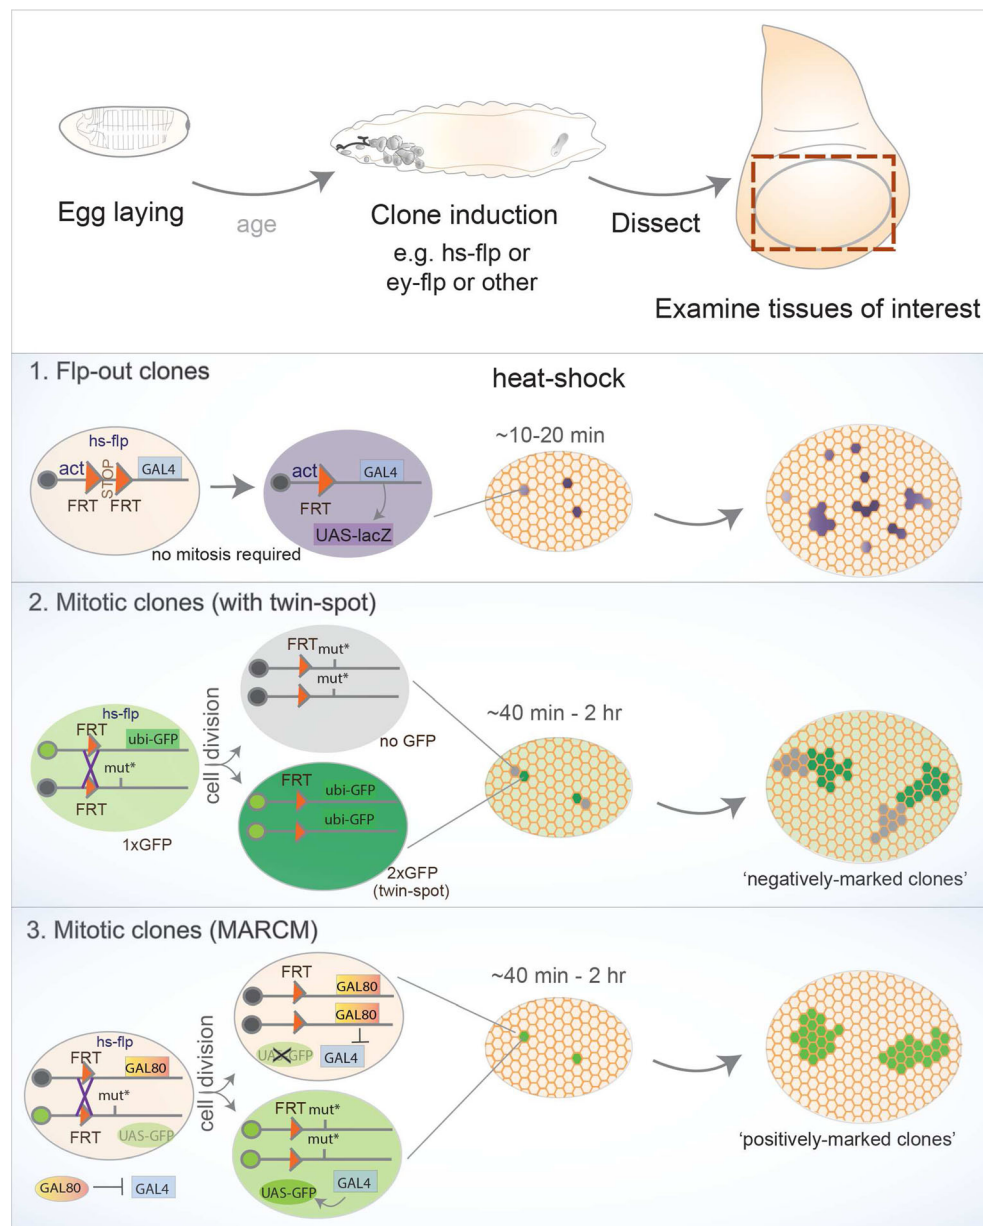 Egg laying
age
Clone induction
e.g. hs-flp or
ey-flp or other
Dissect
Examine tissues of interest
1. Flp-out clones
heat-shock
hs-flp
act
STOP
GAL4
FRT
FRT
no mitosis required
act
GAL4
FRT
UAS-lacZ
~10-20 min
2. Mitotic clones (with twin-spot)
hs-flp
FRT
ubi-GFP
mut*
FRT
1xGFP
cell division
FRT
mut*
mut*
no GFP
FRT
ubi-GFP
ubi-GFP
2xGFP
(twin-spot)
~40 min - 2 hr
'negatively-marked clones'
3. Mitotic clones (MARCM)
hs-flp
FRT
GAL80
mut*
FRT
UAS-GFP
GAL80
GAL4
cell division
FRT
GAL80
GAL80
UAS-GFP
GAL4
FRT
mut*
mut*
UAS-GFP
GAL4
~40 min - 2 hr
'positively-marked clones'